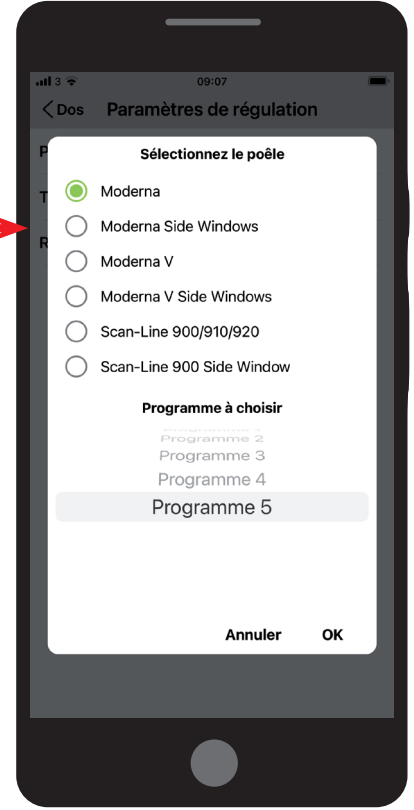 3 09:07
Dos Paramètres de régulation
P
T
R
Sélectionnez le poêle
Moderna
Moderna Side Windows
Moderna V
Moderna V Side Windows
Scan-Line 900/910/920
Scan-Line 900 Side Window
Programme à choisir
Programme 2
Programme 3
Programme 4
Programme 5
Annuler OK